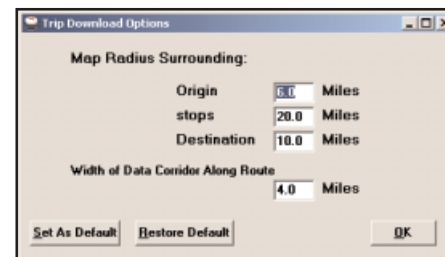 Trip Download Options
Map Radius Surrounding:
Origin 6.0 Miles
stops 20.0 Miles
Destination 10.0 Miles
Width of Data Corridor Along Route
4.0 Miles
Set As Default Restore Default OK